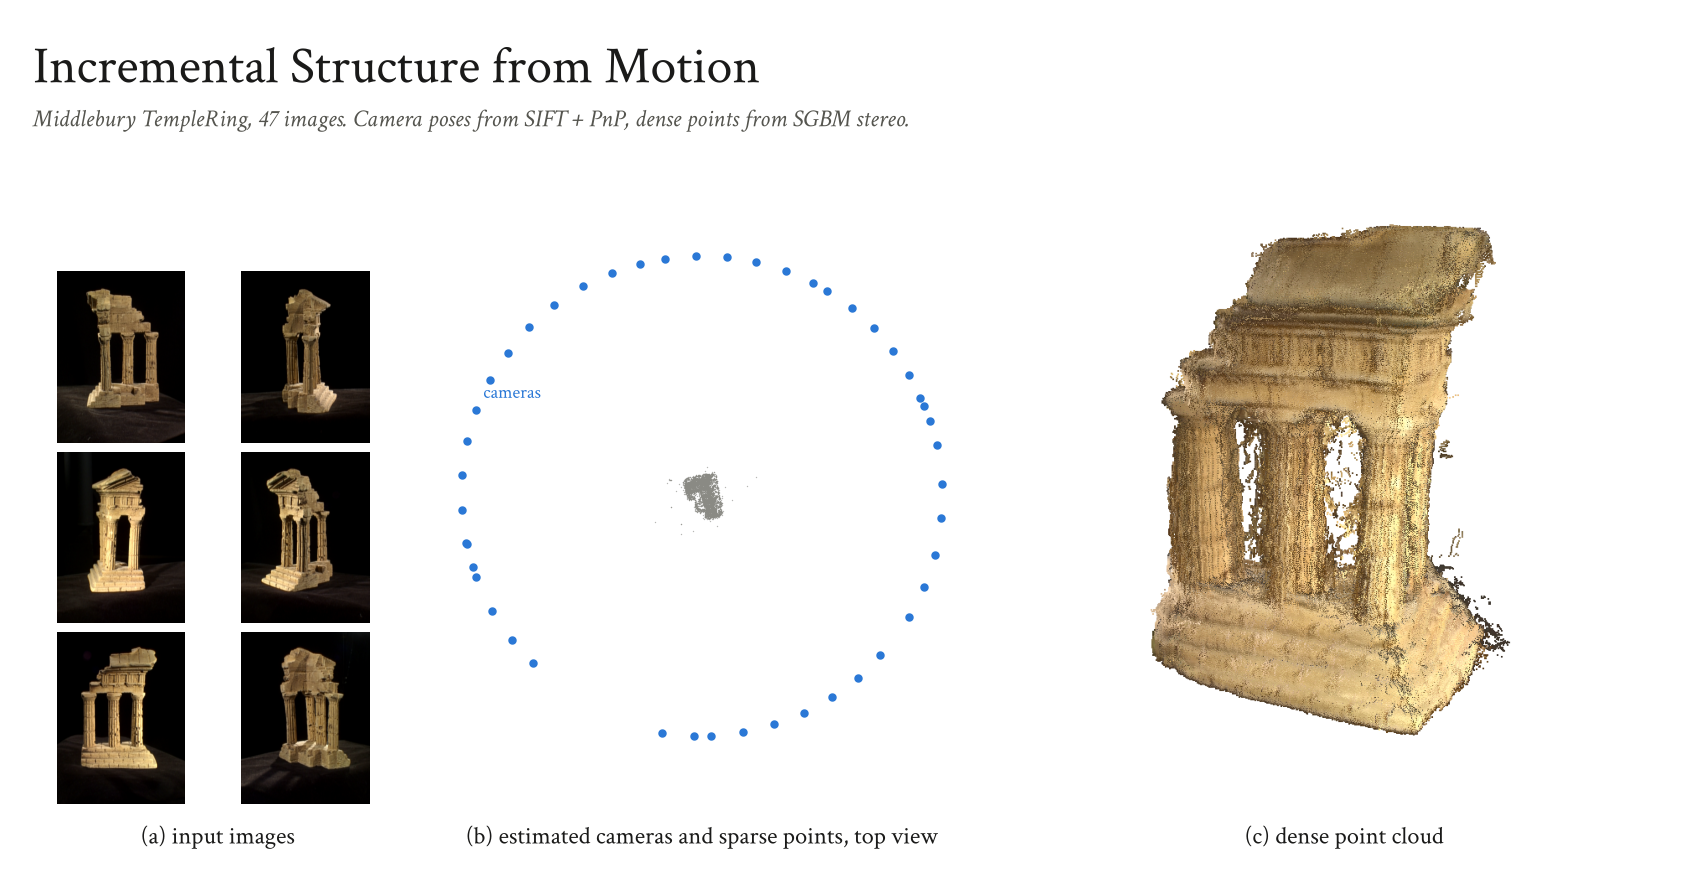 Incremental Structure from Motion
Middlebury TempleRing, 47 images. Camera poses from SIFT + PnP, dense points from SGBM stereo.
cameras
(a) input images
(b) estimated cameras and sparse points, top view
(c) dense point cloud